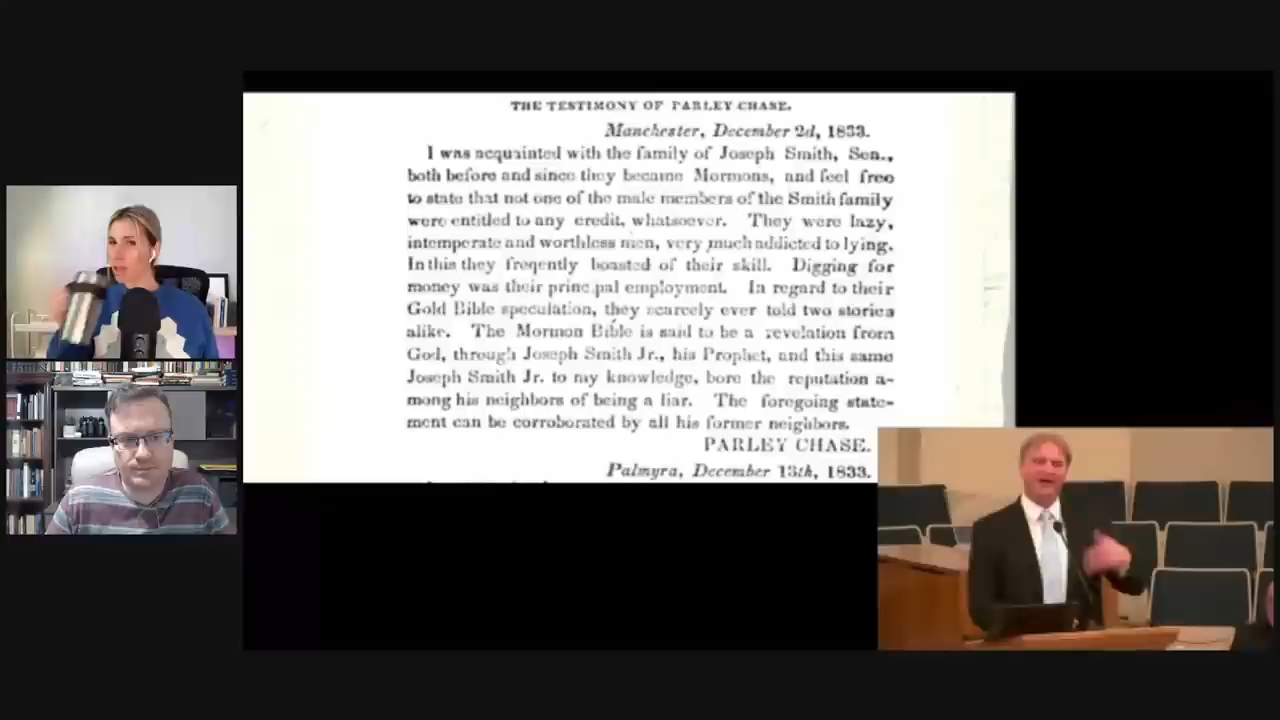 THE TESTIMONY OF PARLEY CHASE.
Manchester, December 2d, 1833.
I was acquainted with the family of Joseph Smith, Sen.,
both before and since they became Mormons, and feel free
to state that not one of the male members of the Smith family
were entitled to any credit, whatsoever. They were lazy,
intemperate and worthless men, very much addicted to lying.
In this they freqently boasted of their skill. Digging for
money was their principal employment. In regard to their
Gold Bible speculation, they scarcely ever told two stories
alike. The Mormon Bible is said to be a revelation from
God, through Joseph Smith Jr., his Prophet, and this same
Joseph Smith Jr. to my knowledge, bore the reputation a-
mong his neighbors of being a liar. The foregoing state-
ment can be corroborated by all his former neighbors.
PARLEY CHASE.
Palmyra, December 13th, 1833.